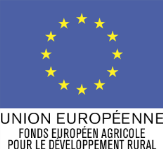 UNION EUROPÉENNE
FONDS EUROPÉEN AGRICOLE
POUR LE DÉVELOPPEMENT RURAL